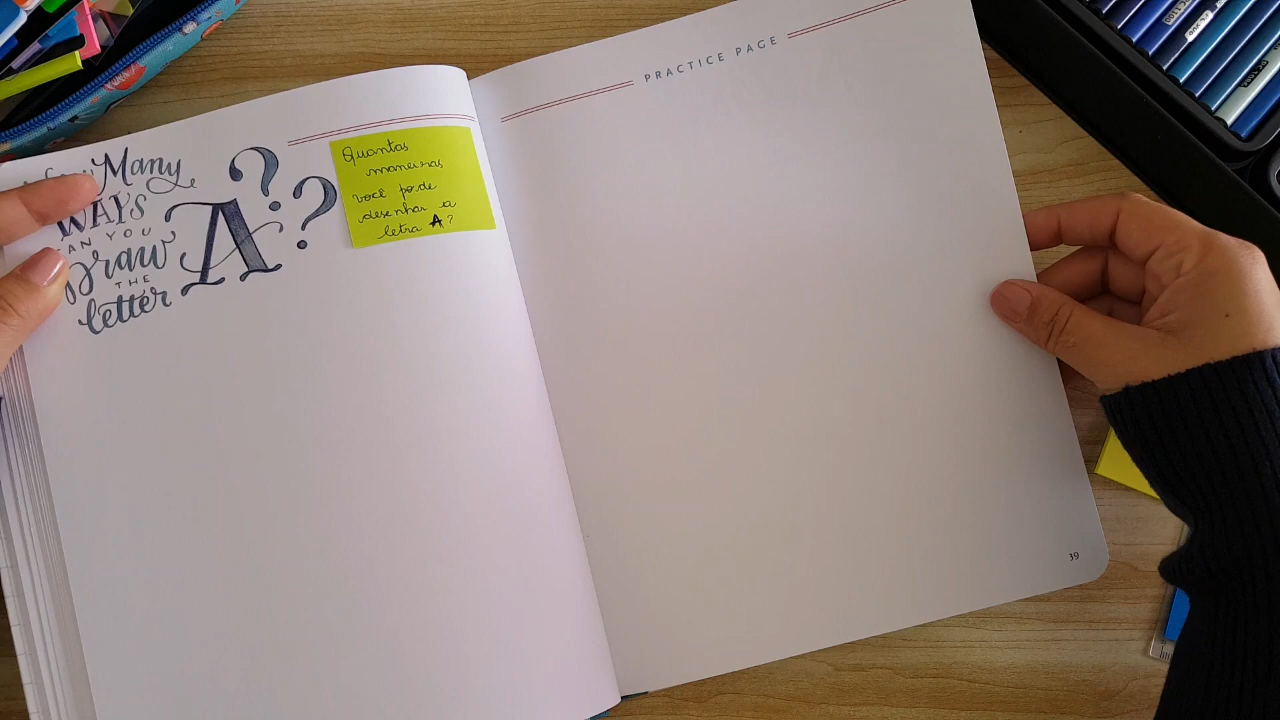 Many
WAYS
CAN YOU
Draw
THE
letter
A??
Quantas
maneiras
você pode
desenhar a
letra A?
PRACTICE PAGE
39